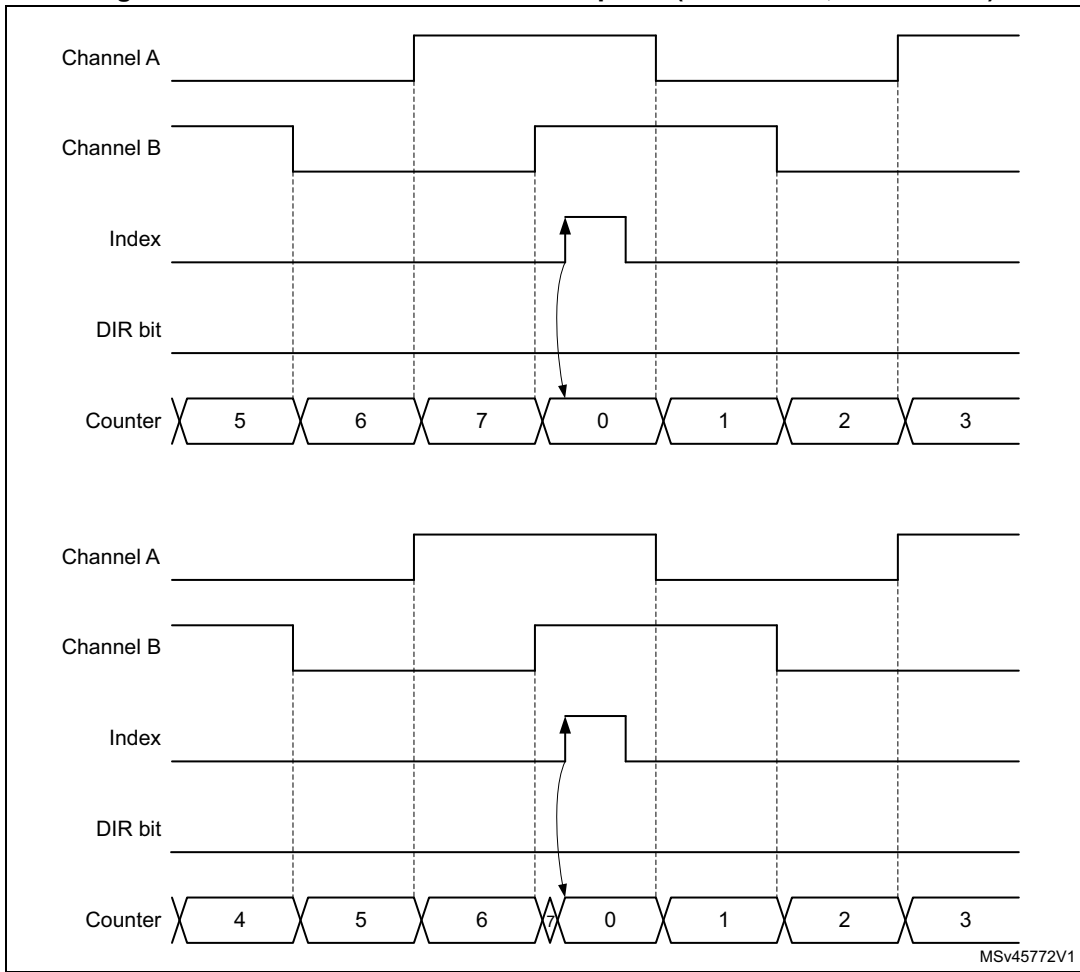 Channel A
Channel B
Index
DIR bit
Counter 5 6 7 0 1 2 3
Channel A
Channel B
Index
DIR bit
Counter 4 5 6 7 0 1 2 3
MSv45772V1